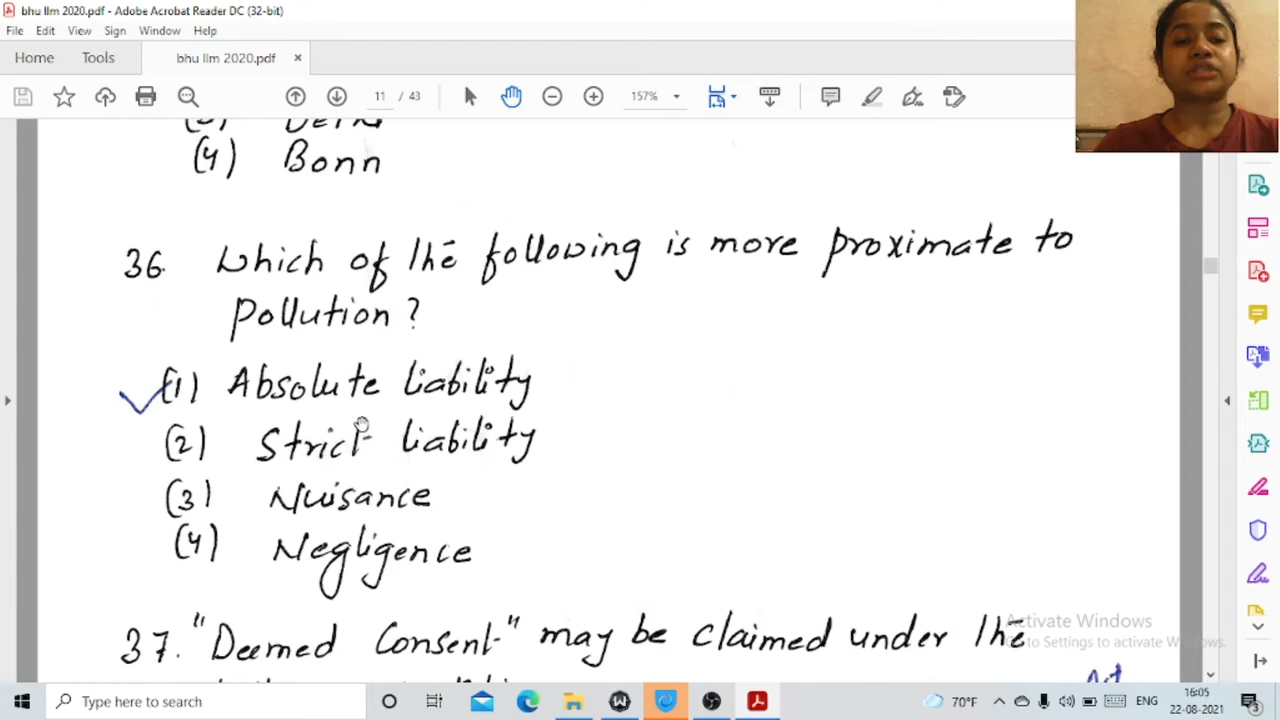 bhu llm 2020.pdf - Adobe Acrobat Reader DC (32-bit)
File Edit View Sign Window Help
Home Tools bhu llm 2020.pdf ×
11 / 43 157%
(4) Bonn
36. Which of the following is more proximate to
Pollution?
(1) Absolute liability
(2) Strict liability
(3) Nuisance
(4) Negligence
37. "Deemed Consent" may be claimed under the
Activate Windows
Go to Settings to activate Windows.
Type here to search
70°F ENG 16:05
22-08-2021